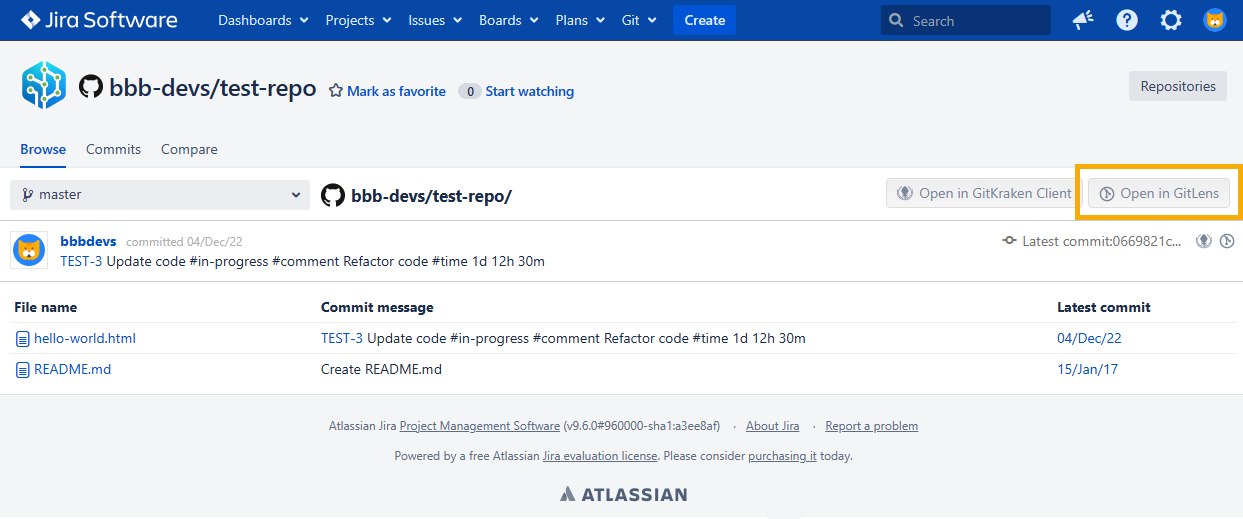 Jira Software Dashboards Projects Issues Boards Plans Git Create Search
bbb-devs/test-repo Mark as favorite 0 Start watching Repositories
Browse Commits Compare
master bbb-devs/test-repo/ Open in GitKraken Client Open in GitLens
bbbdevs committed 04/Dec/22 Latest commit:0669821c...
TEST-3 Update code #in-progress #comment Refactor code #time 1d 12h 30m
File name Commit message Latest commit
hello-world.html TEST-3 Update code #in-progress #comment Refactor code #time 1d 12h 30m 04/Dec/22
README.md Create README.md 15/Jan/17
Atlassian Jira Project Management Software (v9.6.0#960000-sha1:a3ee8af) · About Jira · Report a problem
Powered by a free Atlassian Jira evaluation license. Please consider purchasing it today.
ATLASSIAN